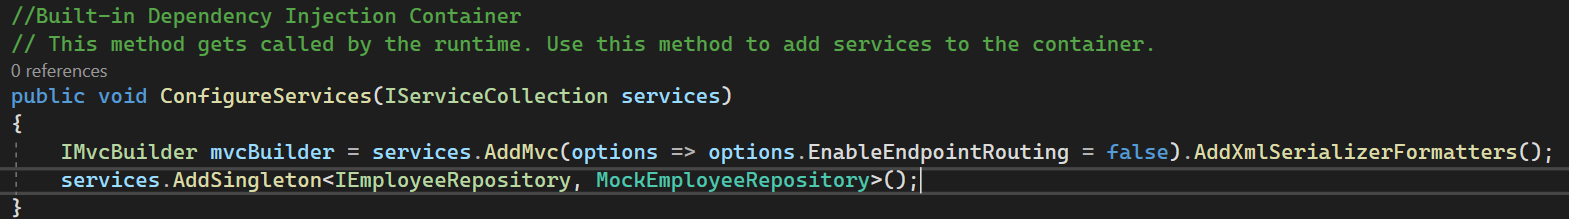 //Built-in Dependency Injection Container
// This method gets called by the runtime. Use this method to add services to the container.
0 references
public void ConfigureServices(IServiceCollection services)
{
    IMvcBuilder mvcBuilder = services.AddMvc(options => options.EnableEndpointRouting = false).AddXmlSerializerFormatters();
    services.AddSingleton<IEmployeeRepository, MockEmployeeRepository>();
}